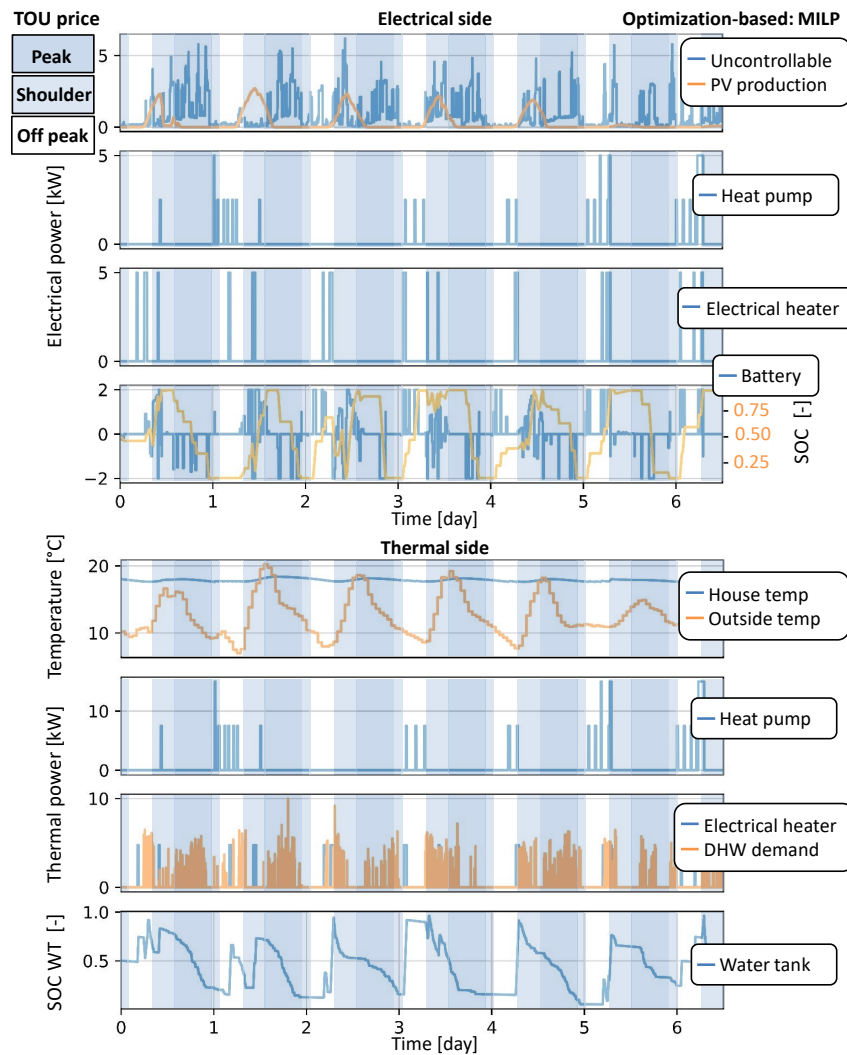 TOU price
Electrical side
Optimization-based: MILP
Peak
Shoulder
Off peak
5
0
Uncontrollable
PV production
Electrical power [kW]
5
0
Heat pump
5
0
Electrical heater
2
0
−2
Battery
0.75
0.50
0.25
SOC [-]
0 1 2 3 4 5 6
Time [day]
Thermal side
Temperature [°C]
20
10
House temp
Outside temp
Thermal power [kW]
10
0
Heat pump
10
0
Electrical heater
DHW demand
SOC WT [-]
1.0
0.5
Water tank
0 1 2 3 4 5 6
Time [day]